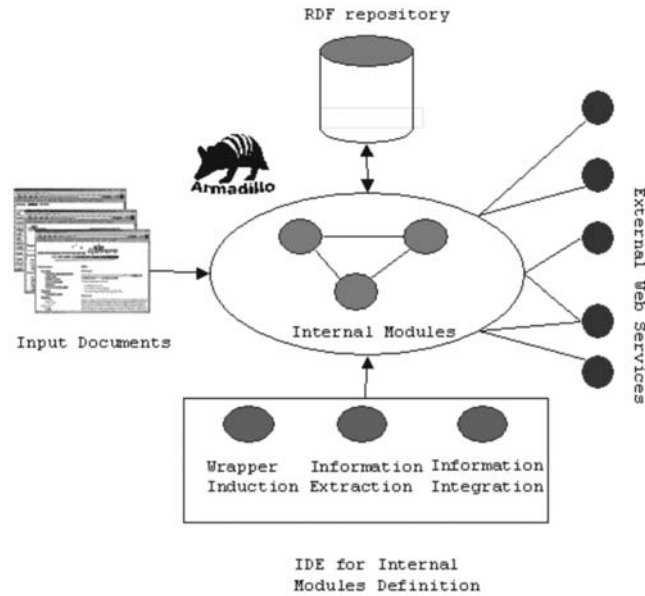 RDF repository
Armadillo
Internal Modules
Input Documents
External Web Services
Wrapper
Induction
Information
Extraction
Information
Integration
IDE for Internal
Modules Definition